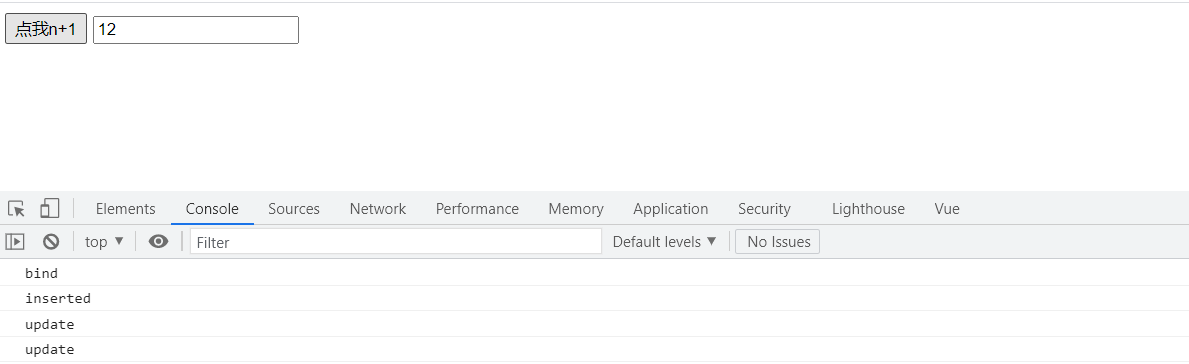 点我n+1 12
Elements Console Sources Network Performance Memory Application Security Lighthouse Vue
top ▼ Filter Default levels ▼ No Issues
bind
inserted
update
update